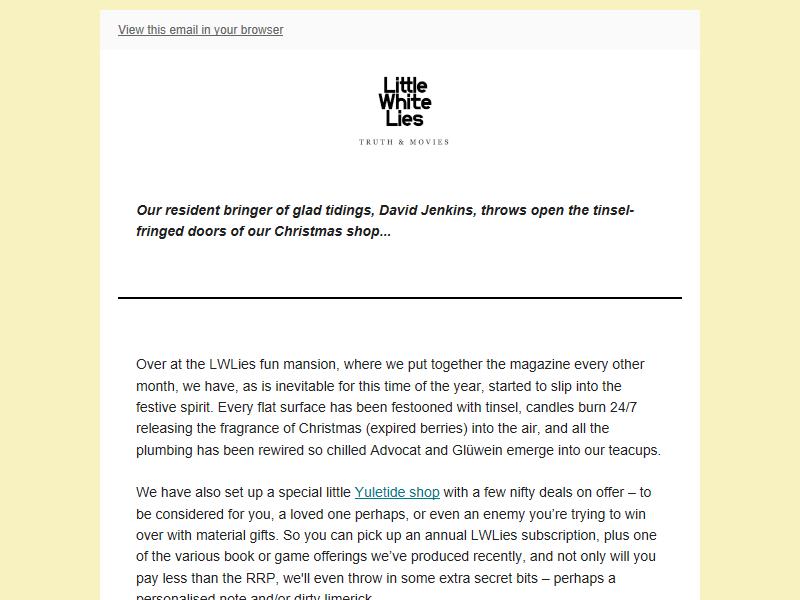 View this email in your browser
Little
White
Lies
TRUTH & MOVIES
Our resident bringer of glad tidings, David Jenkins, throws open the tinsel-
fringed doors of our Christmas shop...
Over at the LWLies fun mansion, where we put together the magazine every other
month, we have, as is inevitable for this time of the year, started to slip into the
festive spirit. Every flat surface has been festooned with tinsel, candles burn 24/7
releasing the fragrance of Christmas (expired berries) into the air, and all the
plumbing has been rewired so chilled Advocat and Glüwein emerge into our teacups.
We have also set up a special little Yuletide shop with a few nifty deals on offer – to
be considered for you, a loved one perhaps, or even an enemy you’re trying to win
over with material gifts. So you can pick up an annual LWLies subscription, plus one
of the various book or game offerings we’ve produced recently, and not only will you
pay less than the RRP, we'll even throw in some extra secret bits – perhaps a
personalised note and/or dirty limerick